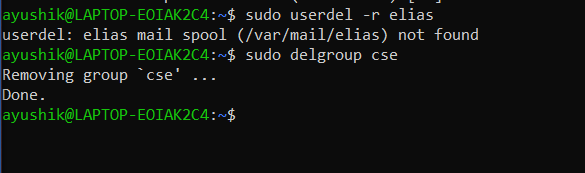 ayushik@LAPTOP-EOIAK2C4:~$ sudo userdel -r elias
userdel: elias mail spool (/var/mail/elias) not found
ayushik@LAPTOP-EOIAK2C4:~$ sudo delgroup cse
Removing group `cse' ...
Done.
ayushik@LAPTOP-EOIAK2C4:~$